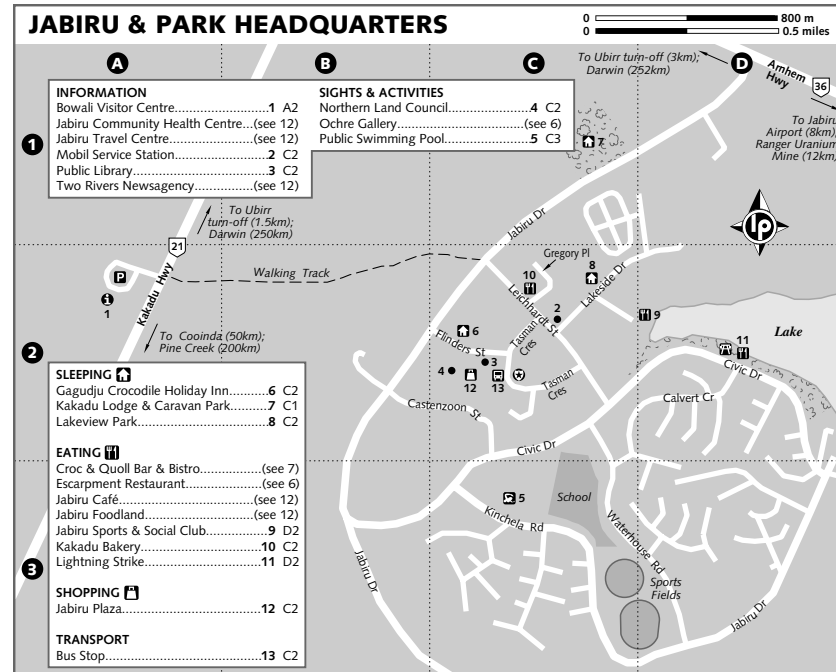 JABIRU & PARK HEADQUARTERS
0 800 m
0 0.5 miles
A
B
C
D
1
2
3
INFORMATION
Bowali Visitor Centre.....................1 A2
Jabiru Community Health Centre...(see 12)
Jabiru Travel Centre...................(see 12)
Mobil Service Station.....................2 C2
Public Library.................................3 C2
Two Rivers Newsagency..............(see 12)
SIGHTS & ACTIVITIES
Northern Land Council...................4 C2
Ochre Gallery................................(see 6)
Public Swimming Pool....................5 C3
SLEEPING
Gagudju Crocodile Holiday Inn.......6 C2
Kakadu Lodge & Caravan Park.......7 C1
Lakeview Park................................8 C2
EATING
Croc & Quoll Bar & Bistro..............(see 7)
Escarpment Restaurant.................(see 6)
Jabiru Café..................................(see 12)
Jabiru Foodland..........................(see 12)
Jabiru Sports & Social Club............9 D2
Kakadu Bakery.............................10 C2
Lightning Strike............................11 D2
SHOPPING
Jabiru Plaza..................................12 C2
TRANSPORT
Bus Stop.......................................13 C2
To Ubirr turn-off (3km);
Darwin (252km)
Arnhem
Hwy
36
To Jabiru
Airport (8km);
Ranger Uranium
Mine (12km)
7
lp
To Ubirr
turn-off (1.5km);
Darwin (250km)
21
Kakadu Hwy
P
i
1
Walking Track
To Cooinda (50km);
Pine Creek (200km)
Jabiru Dr
Gregory Pl
10
8
Leichhardt St
2
Lakeside Dr
9
Lake
11
6
Flinders St
Tasman
Cres
3
4
12
13
Tasman
Cres
Civic Dr
Calvert Cr
Castenzoon St
Civic Dr
5
School
Kinchela Rd
Waterhouse Rd
Sports
Fields
Jabiru Dr
Jabiru Dr